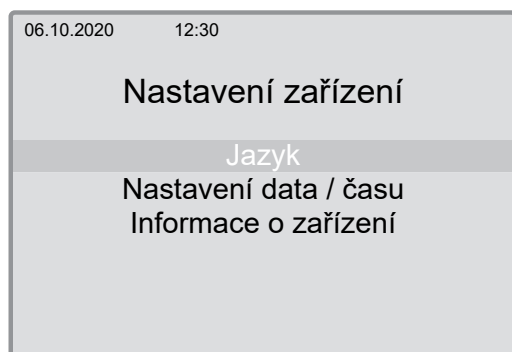 06.10.2020 12:30
Nastavení zařízení
Jazyk
Nastavení data / času
Informace o zařízení